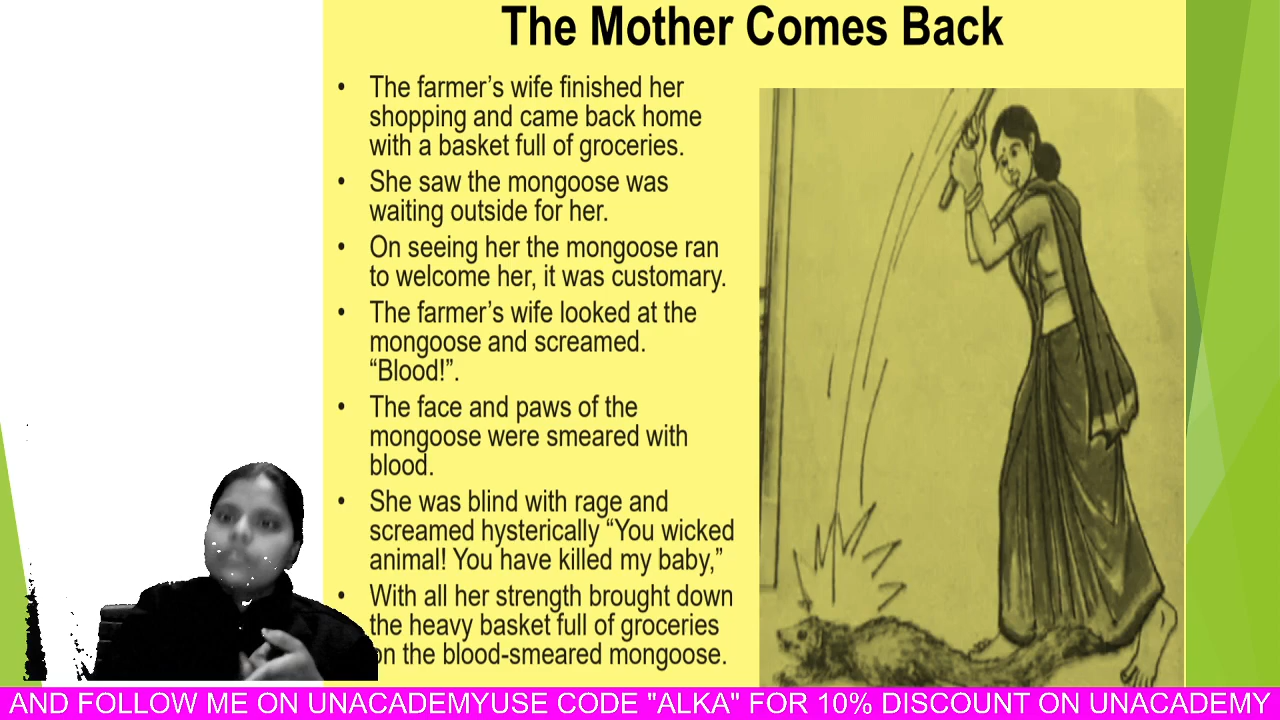 The Mother Comes Back
• The farmer’s wife finished her
shopping and came back home
with a basket full of groceries.
• She saw the mongoose was
waiting outside for her.
• On seeing her the mongoose ran
to welcome her, it was customary.
• The farmer’s wife looked at the
mongoose and screamed.
“Blood!”.
• The face and paws of the
mongoose were smeared with
blood.
• She was blind with rage and
screamed hysterically “You wicked
animal! You have killed my baby,”
• With all her strength brought down
the heavy basket full of groceries
on the blood-smeared mongoose.
AND FOLLOW ME ON UNACADEMYUSE CODE "ALKA" FOR 10% DISCOUNT ON UNACADEMY